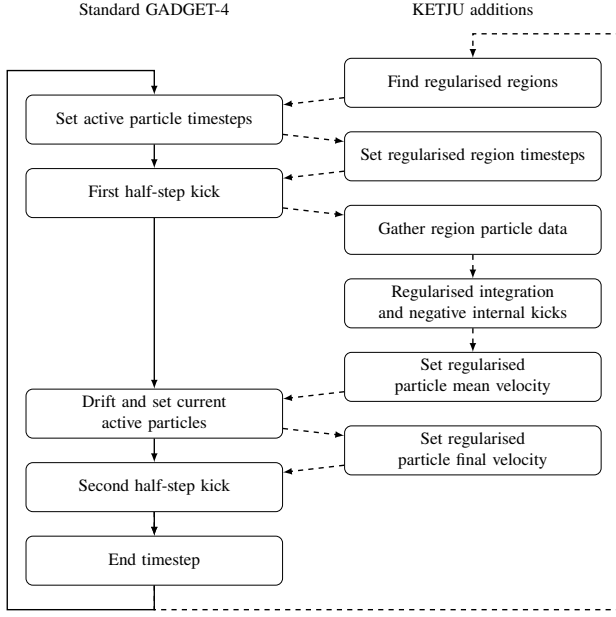 Standard GADGET-4
KETJU additions
Find regularised regions
Set active particle timesteps
Set regularised region timesteps
First half-step kick
Gather region particle data
Regularised integration
and negative internal kicks
Set regularised
particle mean velocity
Drift and set current
active particles
Set regularised
particle final velocity
Second half-step kick
End timestep